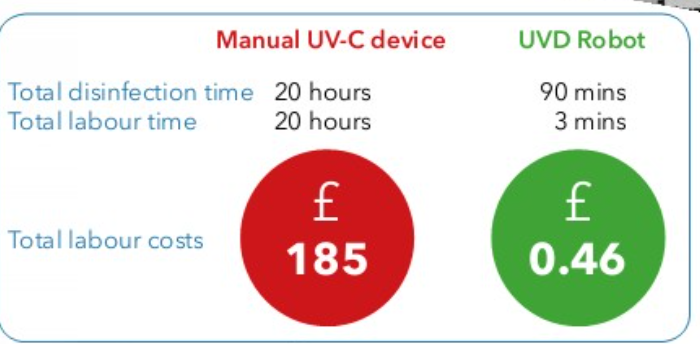 Manual UV-C device UVD Robot
Total disinfection time 20 hours 90 mins
Total labour time 20 hours 3 mins
£ £
Total labour costs 185 0.46